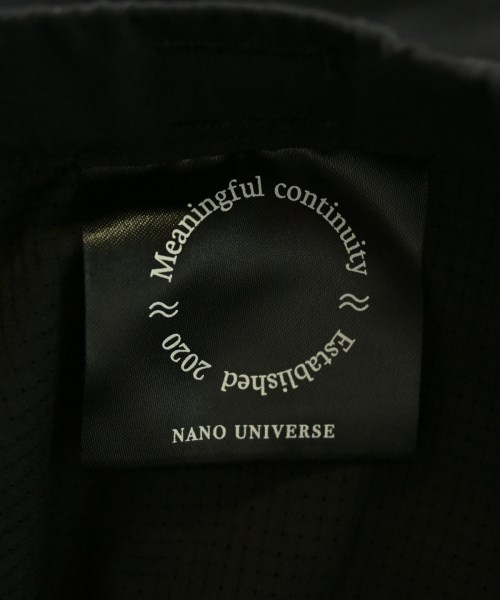 Meaningful continuity
Established 2020
NANO UNIVERSE